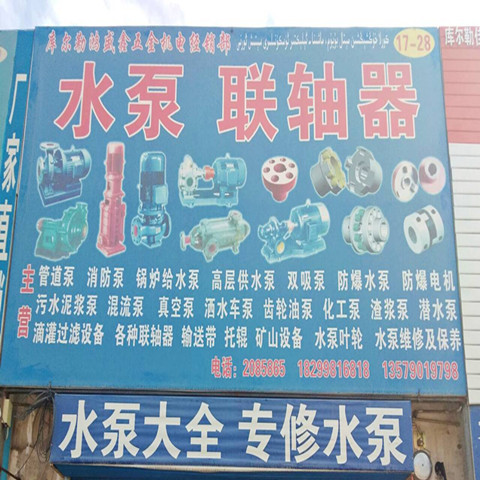 库尔勒鸿盛鑫五金机电经销部
17-28
水泵 联轴器
主营
管道泵 消防泵 锅炉给水泵 高层供水泵 双吸泵 防爆水泵 防爆电机
污水泥浆泵 混流泵 真空泵 洒水车泵 齿轮油泵 化工泵 渣浆泵 潜水泵
滴灌过滤设备 各种联轴器 输送带 托辊 矿山设备 水泵叶轮 水泵维修及保养
电话：2085865 18299818818 13579019798
水泵大全 专修水泵
厂家直销
库尔勒佳